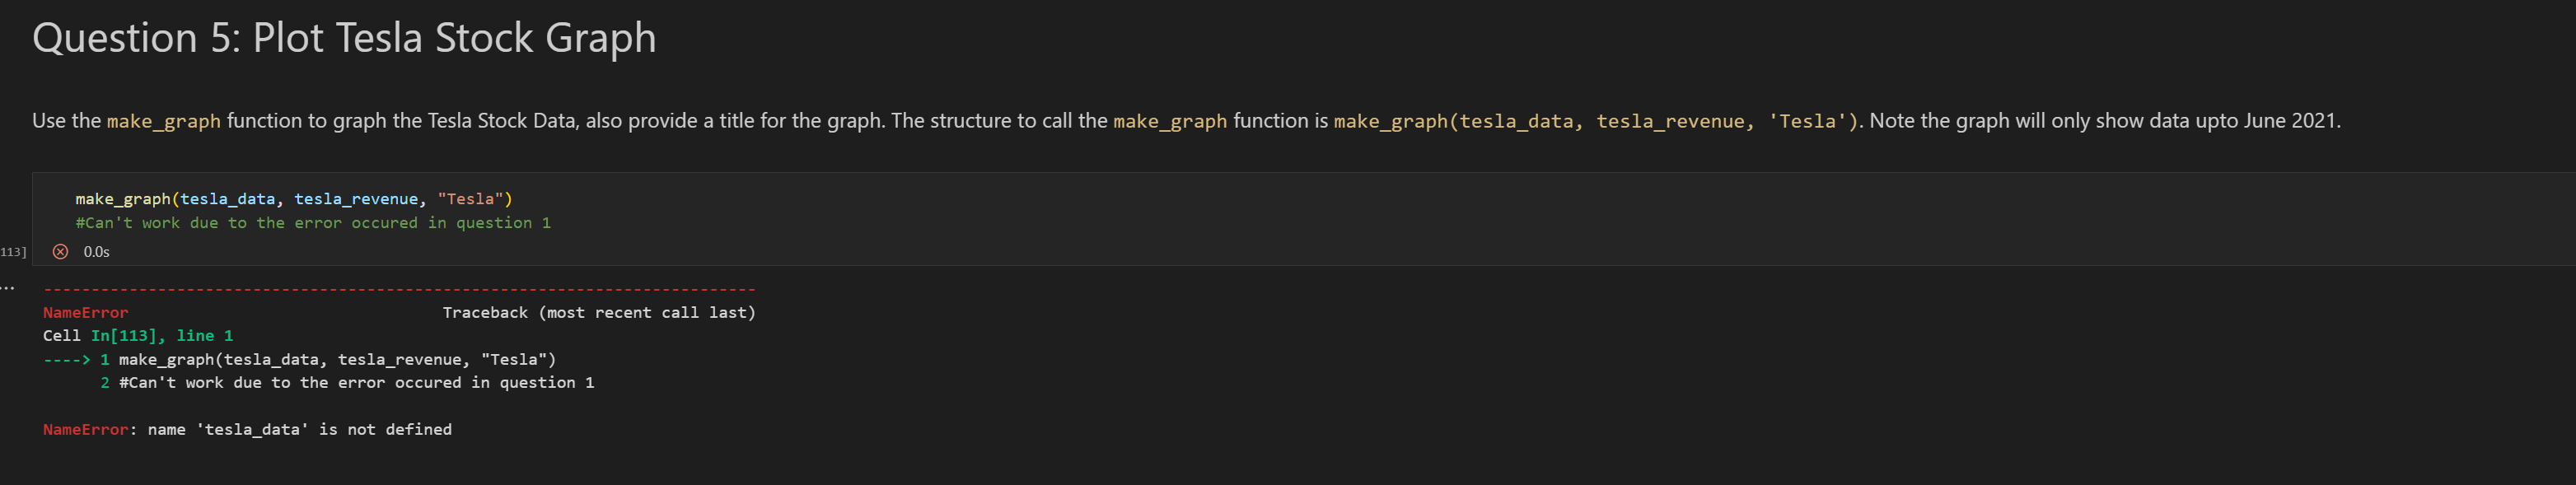 Question 5: Plot Tesla Stock Graph
Use the make_graph function to graph the Tesla Stock Data, also provide a title for the graph. The structure to call the make_graph function is make_graph(tesla_data, tesla_revenue, 'Tesla'). Note the graph will only show data upto June 2021.
make_graph(tesla_data, tesla_revenue, "Tesla")
#Can't work due to the error occured in question 1
113] 0.0s
...
---------------------------------------------------------------------------
NameError                                 Traceback (most recent call last)
Cell In[113], line 1
----> 1 make_graph(tesla_data, tesla_revenue, "Tesla")
      2 #Can't work due to the error occured in question 1
NameError: name 'tesla_data' is not defined